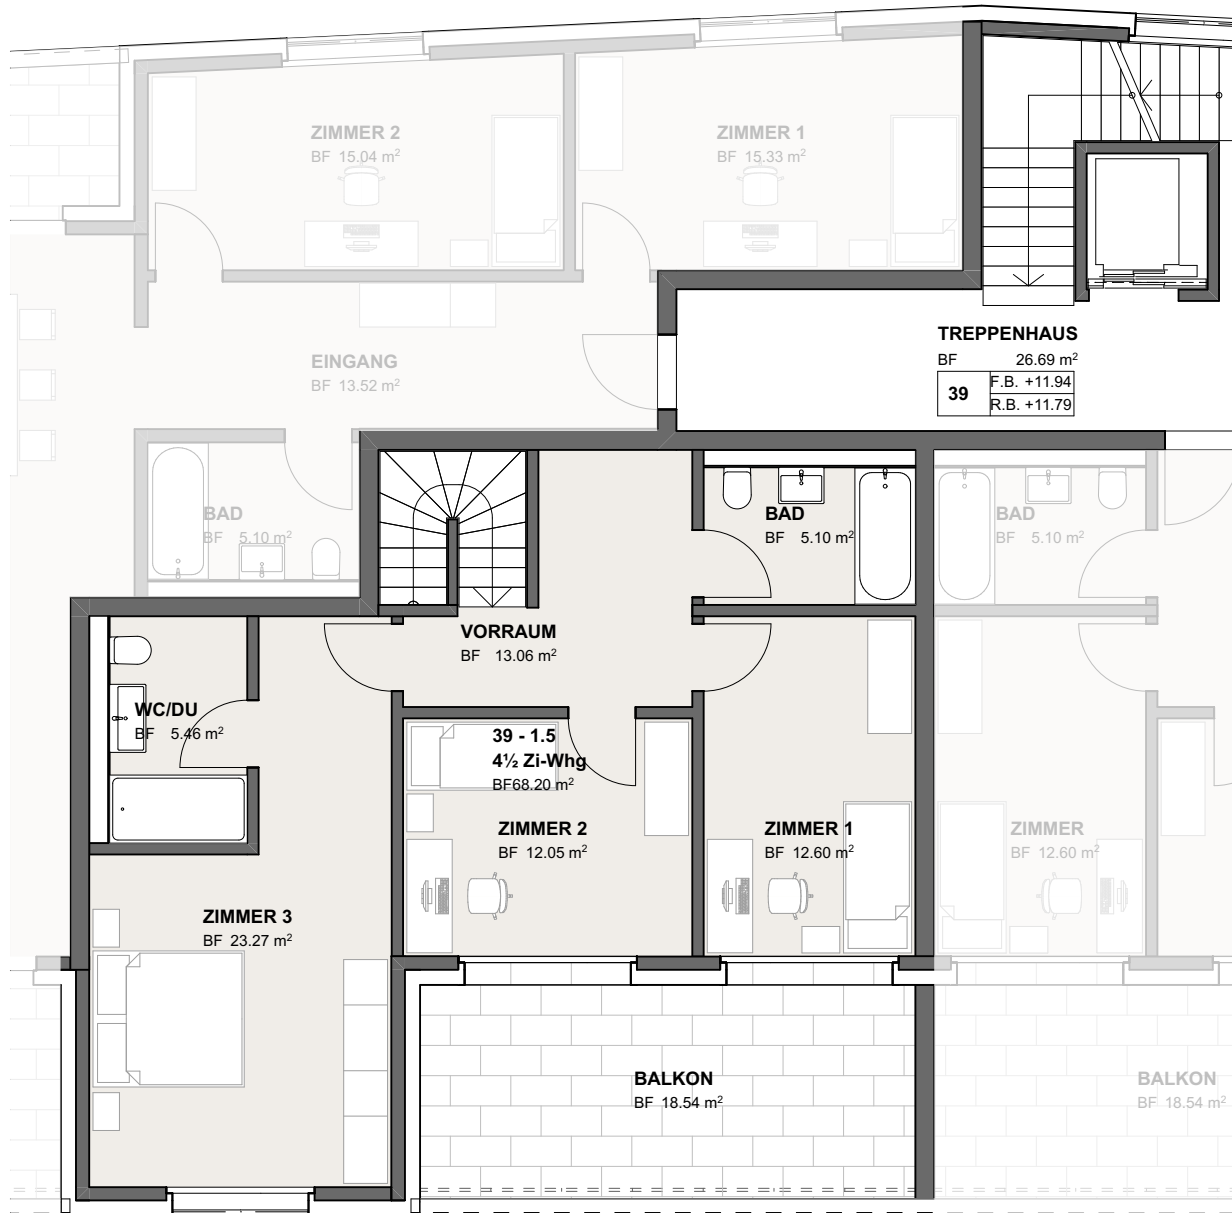 ZIMMER 2
BF 15.04 m²
ZIMMER 1
BF 15.33 m²
EINGANG
BF 13.52 m²
TREPPENHAUS
BF 26.69 m²
39
F.B. +11.94
R.B. +11.79
BAD
BF 5.10 m²
BAD
BF 5.10 m²
BAD
BF 5.10 m²
VORRAUM
BF 13.06 m²
WC/DU
BF 5.46 m²
39 - 1.5
4½ Zi-Whg
BF68.20 m²
ZIMMER 2
BF 12.05 m²
ZIMMER 1
BF 12.60 m²
ZIMMER
BF 12.60 m²
ZIMMER 3
BF 23.27 m²
BALKON
BF 18.54 m²
BALKON
BF 18.54 m²